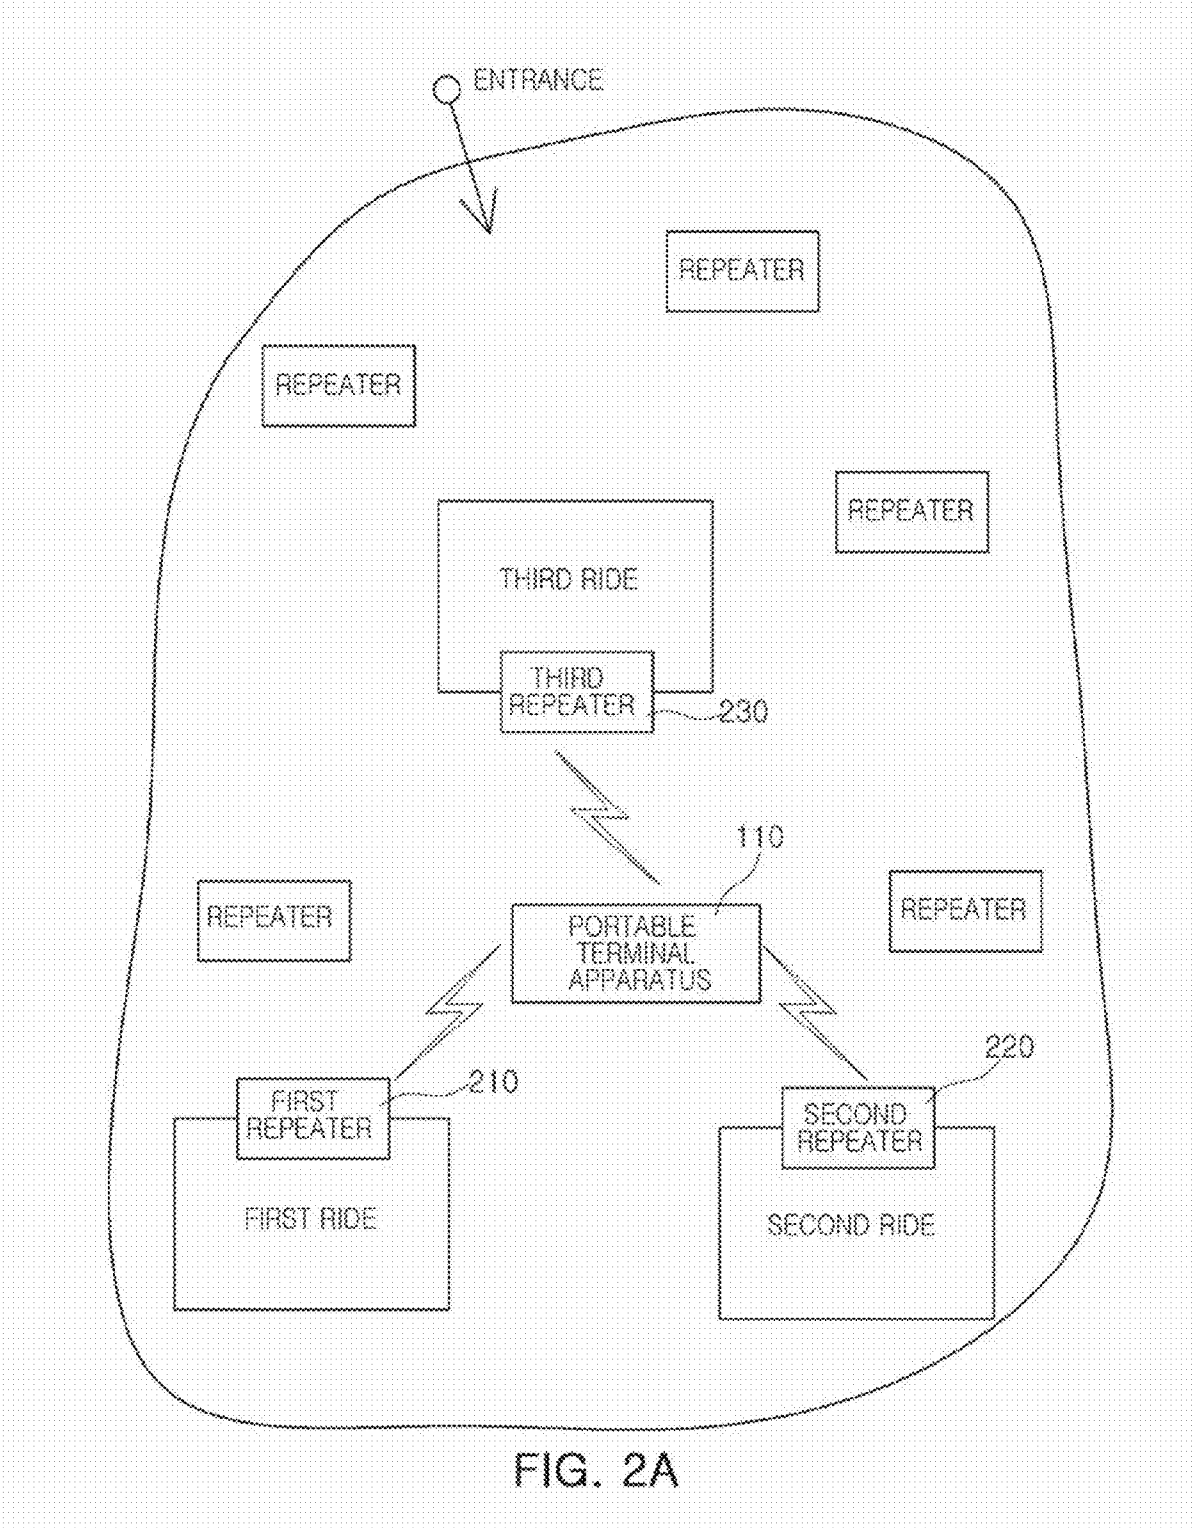 ENTRANCE
REPEATER
REPEATER
REPEATER
THIRD RIDE
THIRD
REPEATER
230
110
PORTABLE
TERMINAL
APPARATUS
REPEATER
REPEATER
220
210
FIRST
REPEATER
SECOND
REPEATER
FIRST RIDE
SECOND RIDE
FIG. 2A